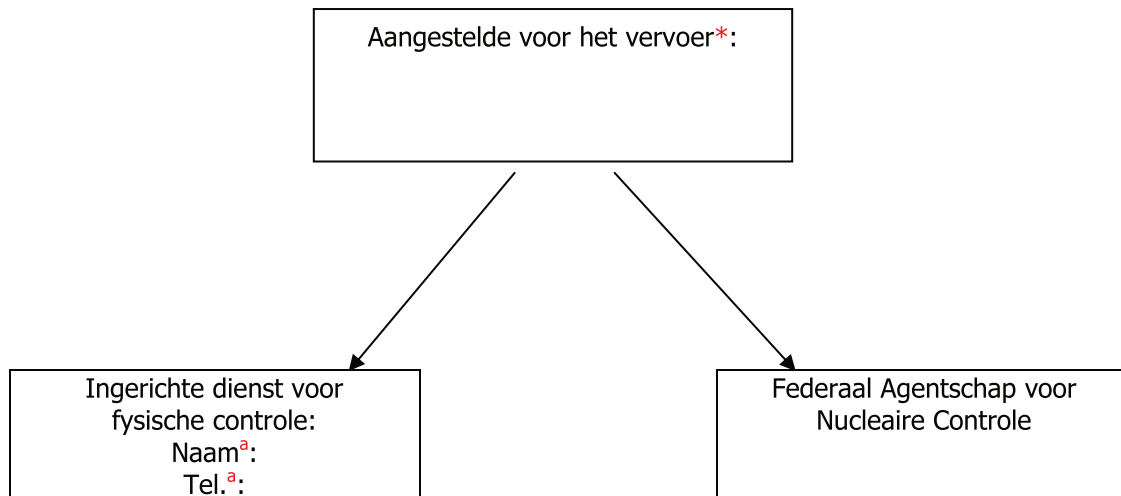 Aangestelde voor het vervoer*:
Ingerichte dienst voor
fysische controle:
Naamª:
Tel.ª:
Federaal Agentschap voor
Nucleaire Controle